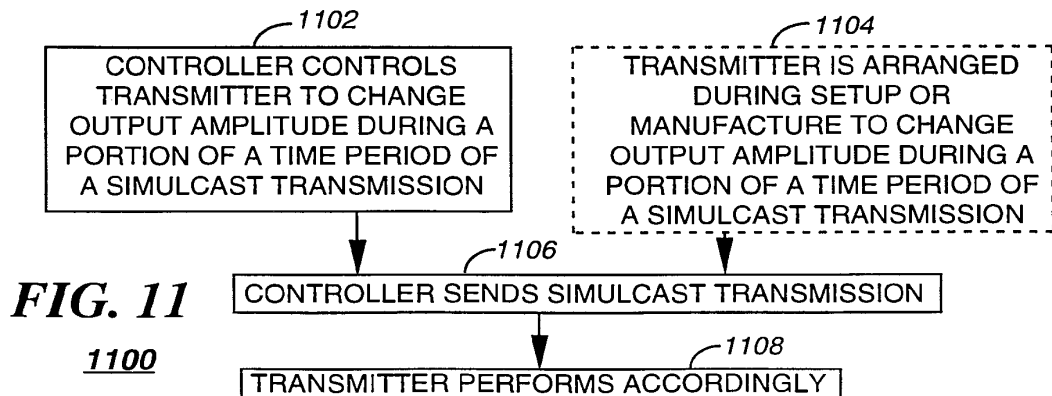 1102
CONTROLLER CONTROLS
TRANSMITTER TO CHANGE
OUTPUT AMPLITUDE DURING A
PORTION OF A TIME PERIOD OF
A SIMULCAST TRANSMISSION
1104
TRANSMITTER IS ARRANGED
DURING SETUP OR
MANUFACTURE TO CHANGE
OUTPUT AMPLITUDE DURING A
PORTION OF A TIME PERIOD OF
A SIMULCAST TRANSMISSION
1106
CONTROLLER SENDS SIMULCAST TRANSMISSION
FIG. 11
1100
1108
TRANSMITTER PERFORMS ACCORDINGLY